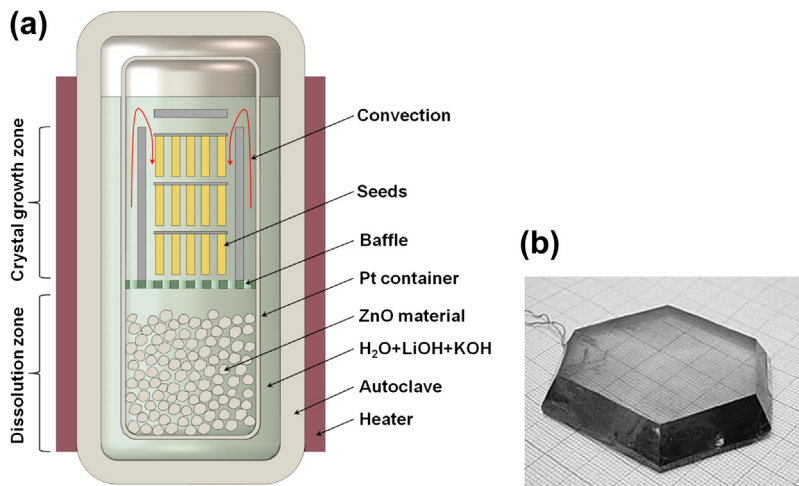 (a)
Crystal growth zone
Dissolution zone
Convection
Seeds
Baffle
Pt container
ZnO material
H₂O+LiOH+KOH
Autoclave
Heater
(b)